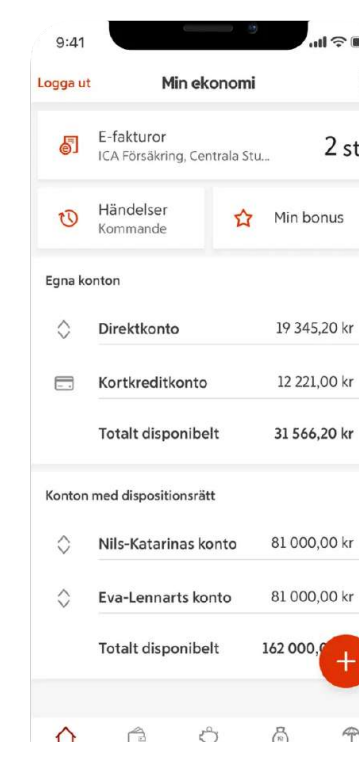 9:41
Logga ut Min ekonomi
E-fakturor
ICA Försäkring, Centrala Stu... 2 st
Händelser
Kommande
Min bonus
Egna konton
Direktkonto 19 345,20 kr
Kortkreditkonto 12 221,00 kr
Totalt disponibelt 31 566,20 kr
Konton med dispositionsrätt
Nils-Katarinas konto 81 000,00 kr
Eva-Lennarts konto 81 000,00 kr
Totalt disponibelt 162 000,